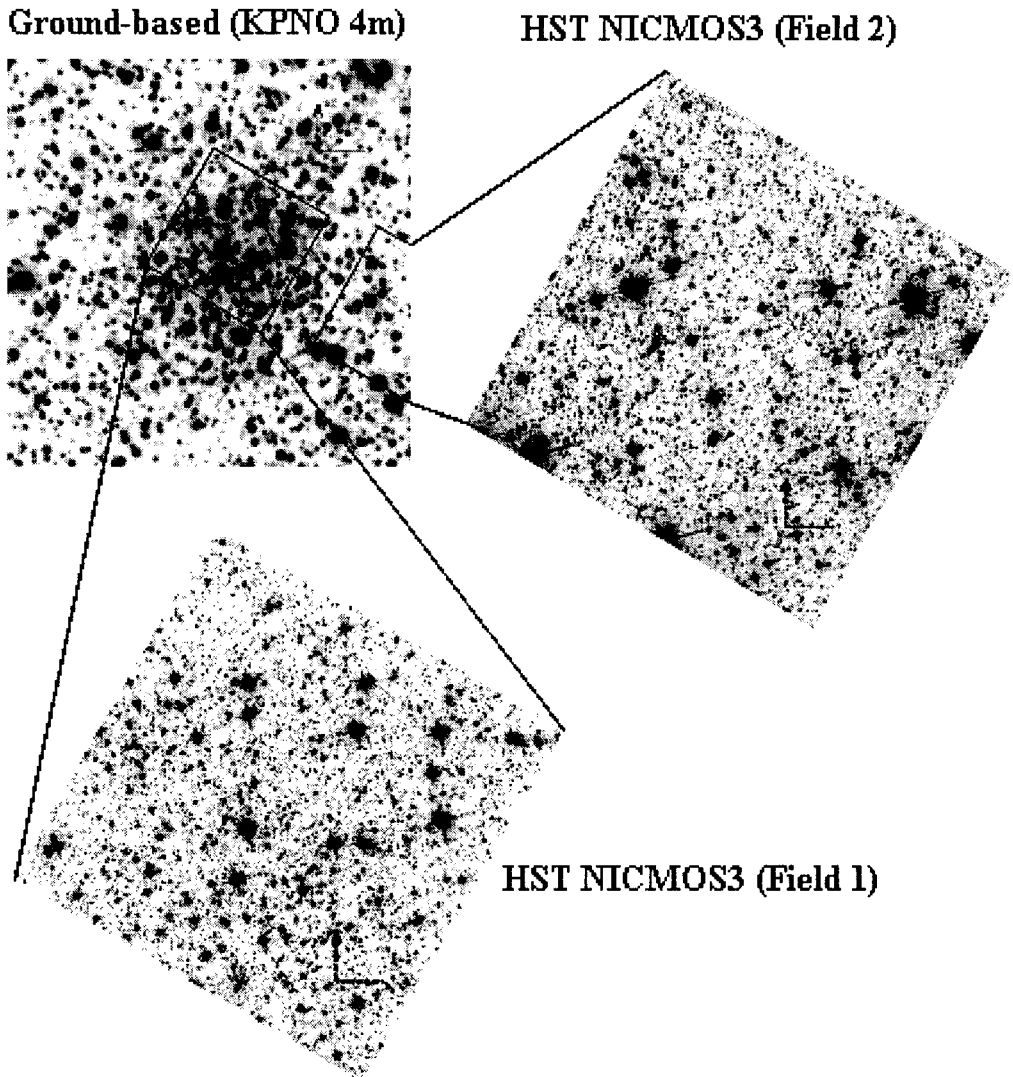 Ground-based (KPNO 4m)
HST NICMOS3 (Field 2)
HST NICMOS3 (Field 1)